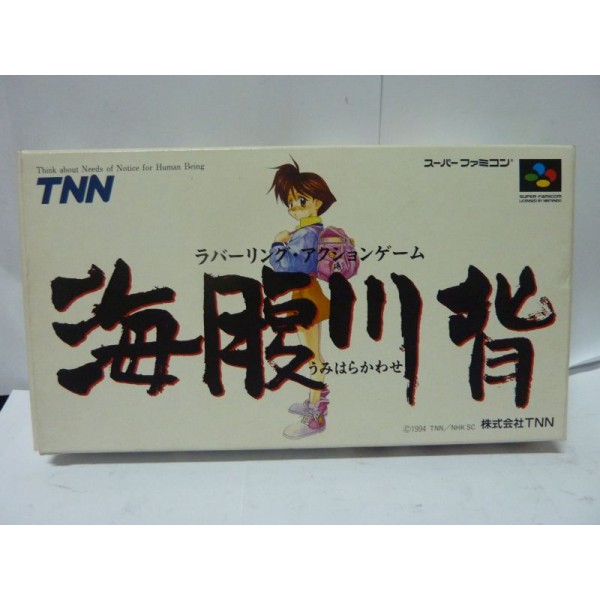 Think about Needs of Notice for Human Being
TNN
スーパーファミコン
SUPER FAMICOM
LICENSED BY NINTENDO
ラバーリング・アクションゲーム
海腹川背
うみはらかわせ
©1994 TNN/NHK SC 株式会社TNN